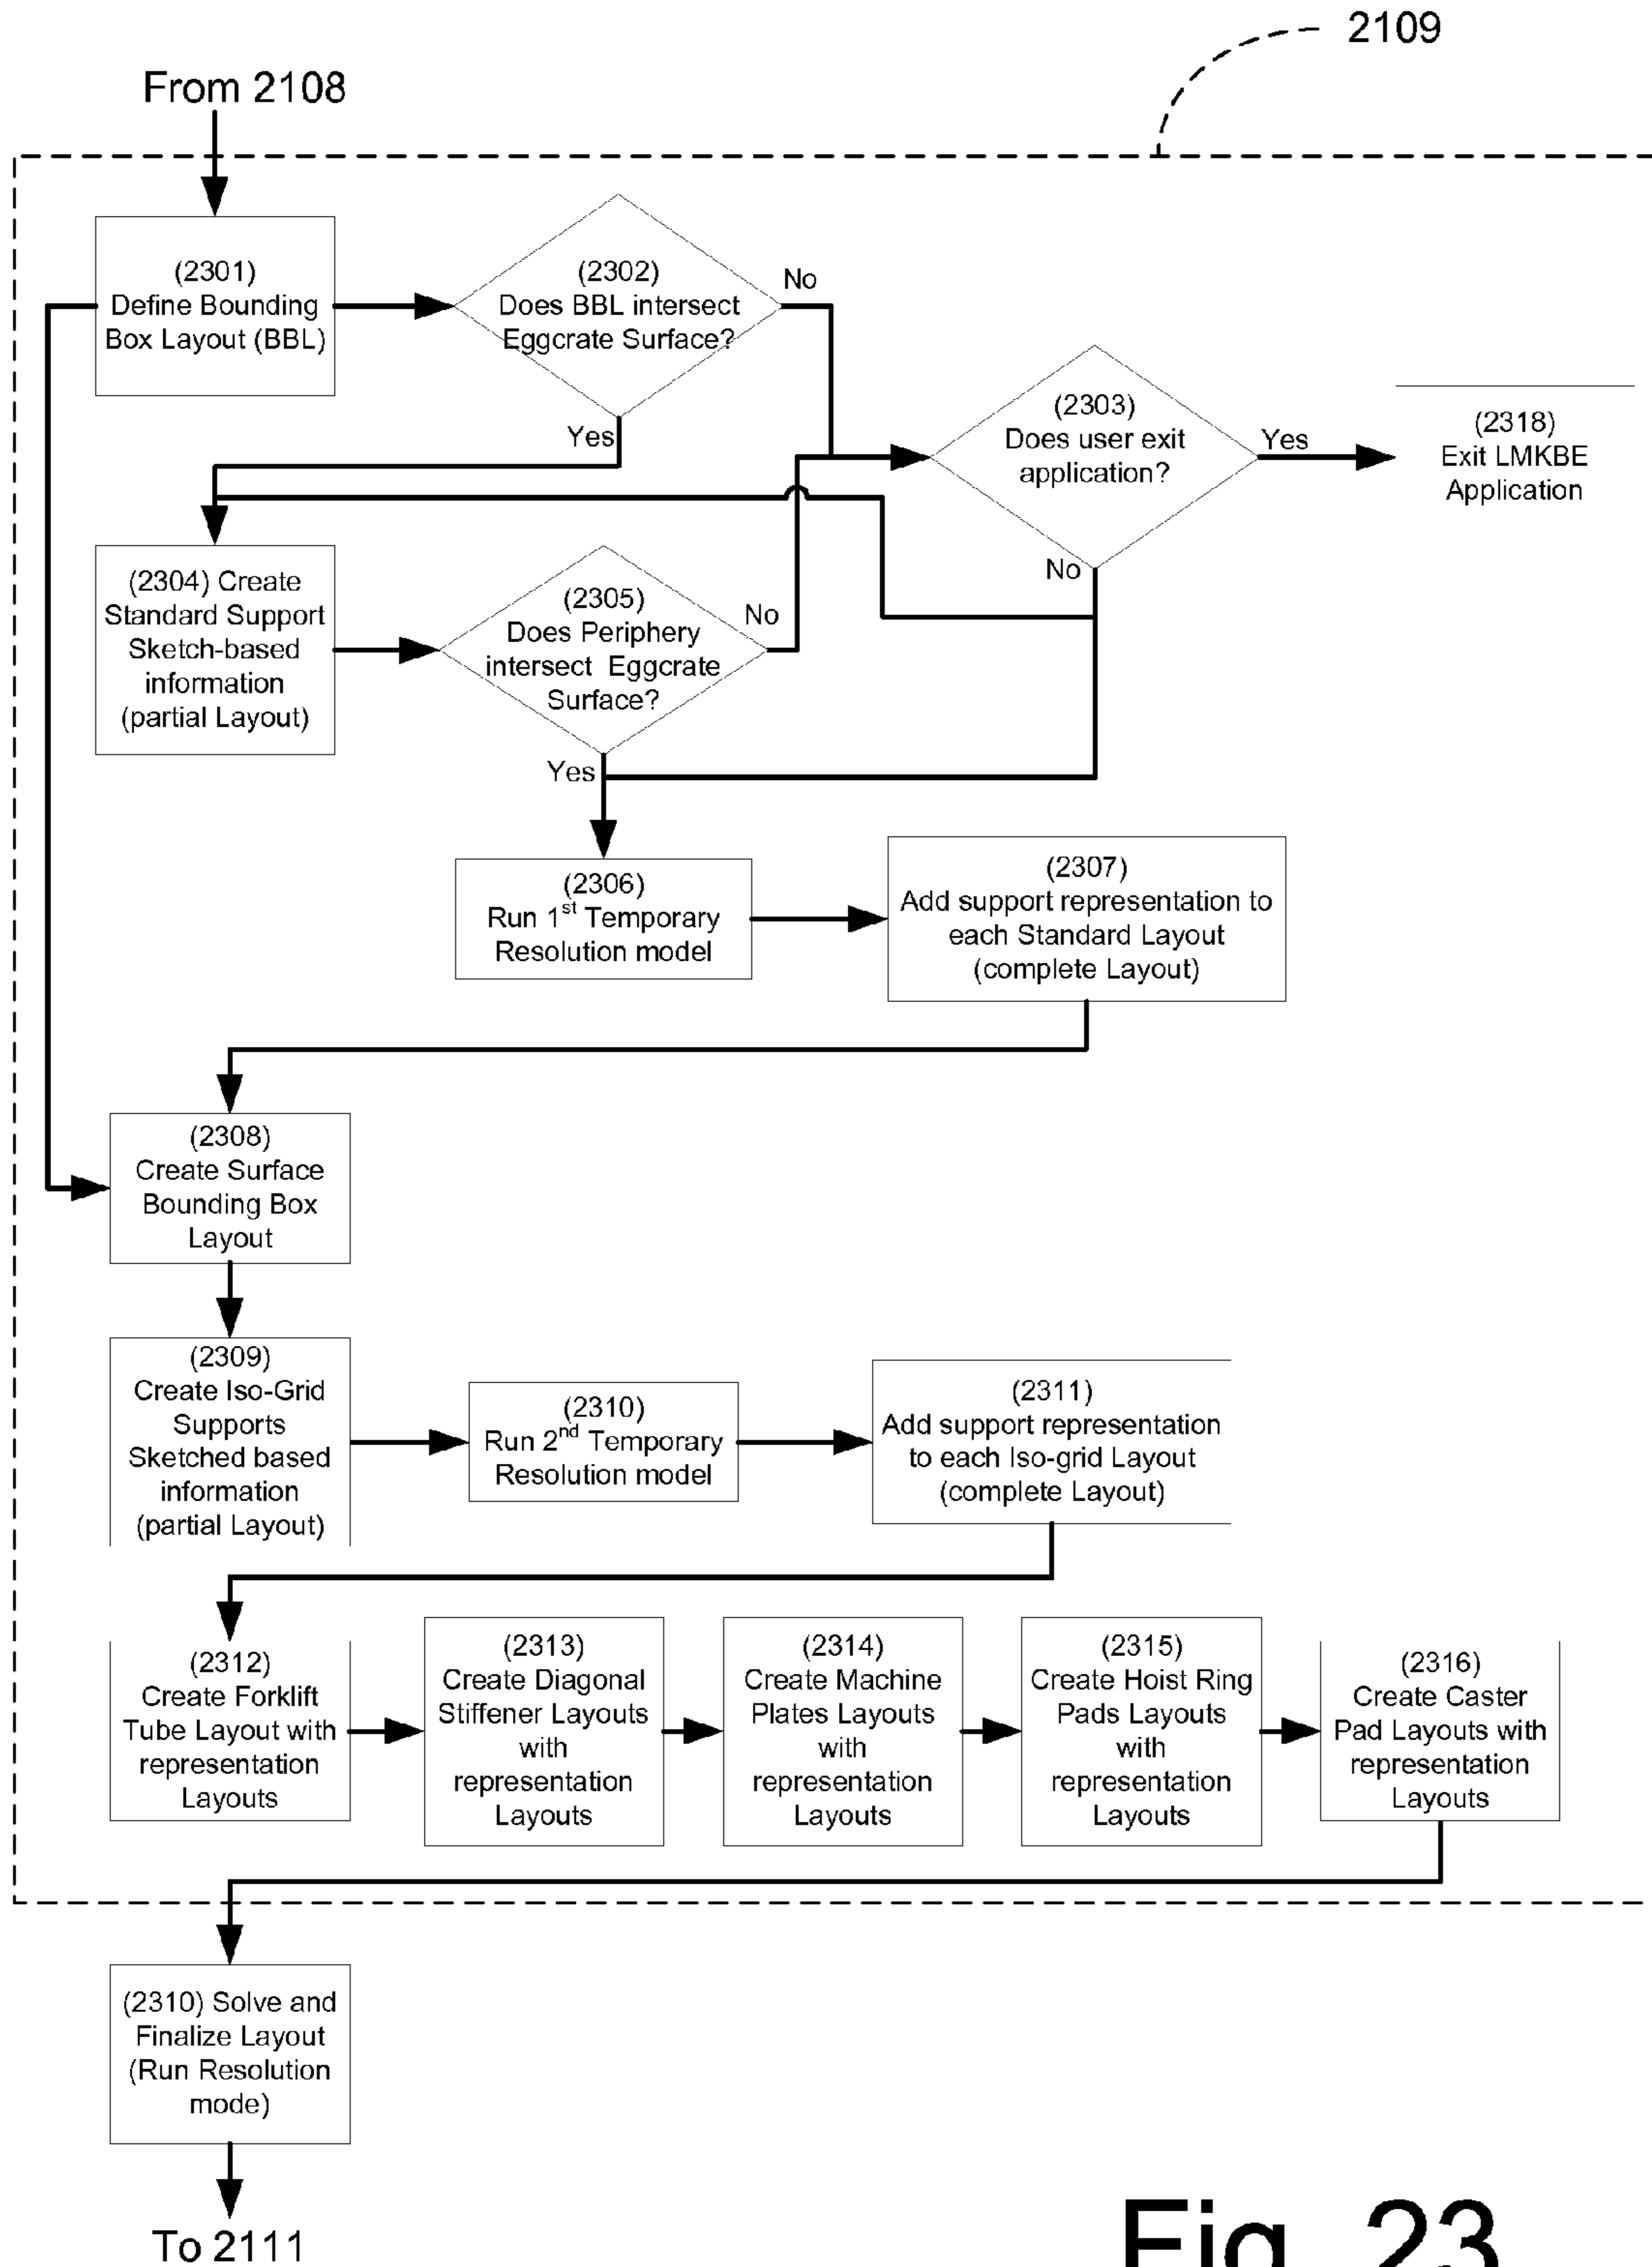 2109
From 2108
(2301)
Define Bounding
Box Layout (BBL)
(2302)
Does BBL intersect
Eggcrate Surface?
No
Yes
(2303)
Does user exit
application?
Yes
No
(2318)
Exit LMKBE
Application
(2304) Create
Standard Support
Sketch-based
information
(partial Layout)
(2305)
Does Periphery
intersect Eggcrate
Surface?
No
Yes
(2306)
Run 1st Temporary
Resolution model
(2307)
Add support representation to
each Standard Layout
(complete Layout)
(2308)
Create Surface
Bounding Box
Layout
(2309)
Create Iso-Grid
Supports
Sketched based
information
(partial Layout)
(2310)
Run 2nd Temporary
Resolution model
(2311)
Add support representation
to each Iso-grid Layout
(complete Layout)
(2312)
Create Forklift
Tube Layout with
representation
Layouts
(2313)
Create Diagonal
Stiffener Layouts
with
representation
Layouts
(2314)
Create Machine
Plates Layouts
with
representation
Layouts
(2315)
Create Hoist Ring
Pads Layouts
with
representation
Layouts
(2316)
Create Caster
Pad Layouts with
representation
Layouts
(2310) Solve and
Finalize Layout
(Run Resolution
mode)
To 2111
Fig. 23